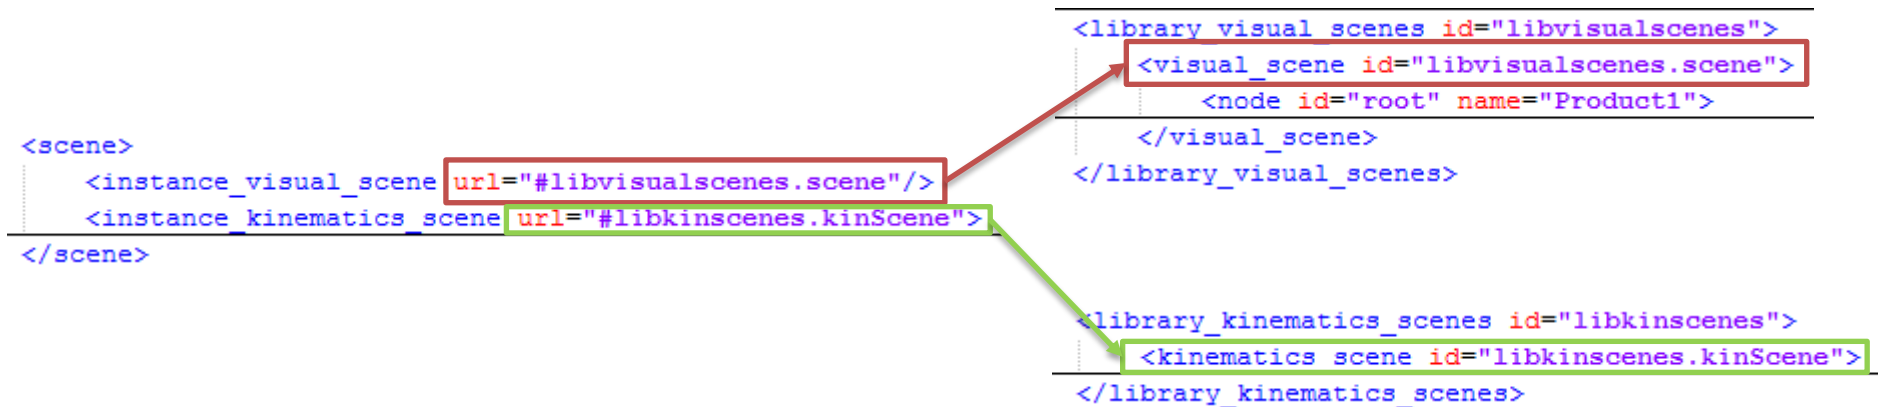 <scene>
<instance_visual_scene url="#libvisualscenes.scene"/>
<instance_kinematics_scene url="#libkinscenes.kinScene">
</scene>
<library_visual_scenes id="libvisualscenes">
<visual_scene id="libvisualscenes.scene">
<node id="root" name="Product1">
</visual_scene>
</library_visual_scenes>
<library_kinematics_scenes id="libkinscenes">
<kinematics_scene id="libkinscenes.kinScene">
</library_kinematics_scenes>